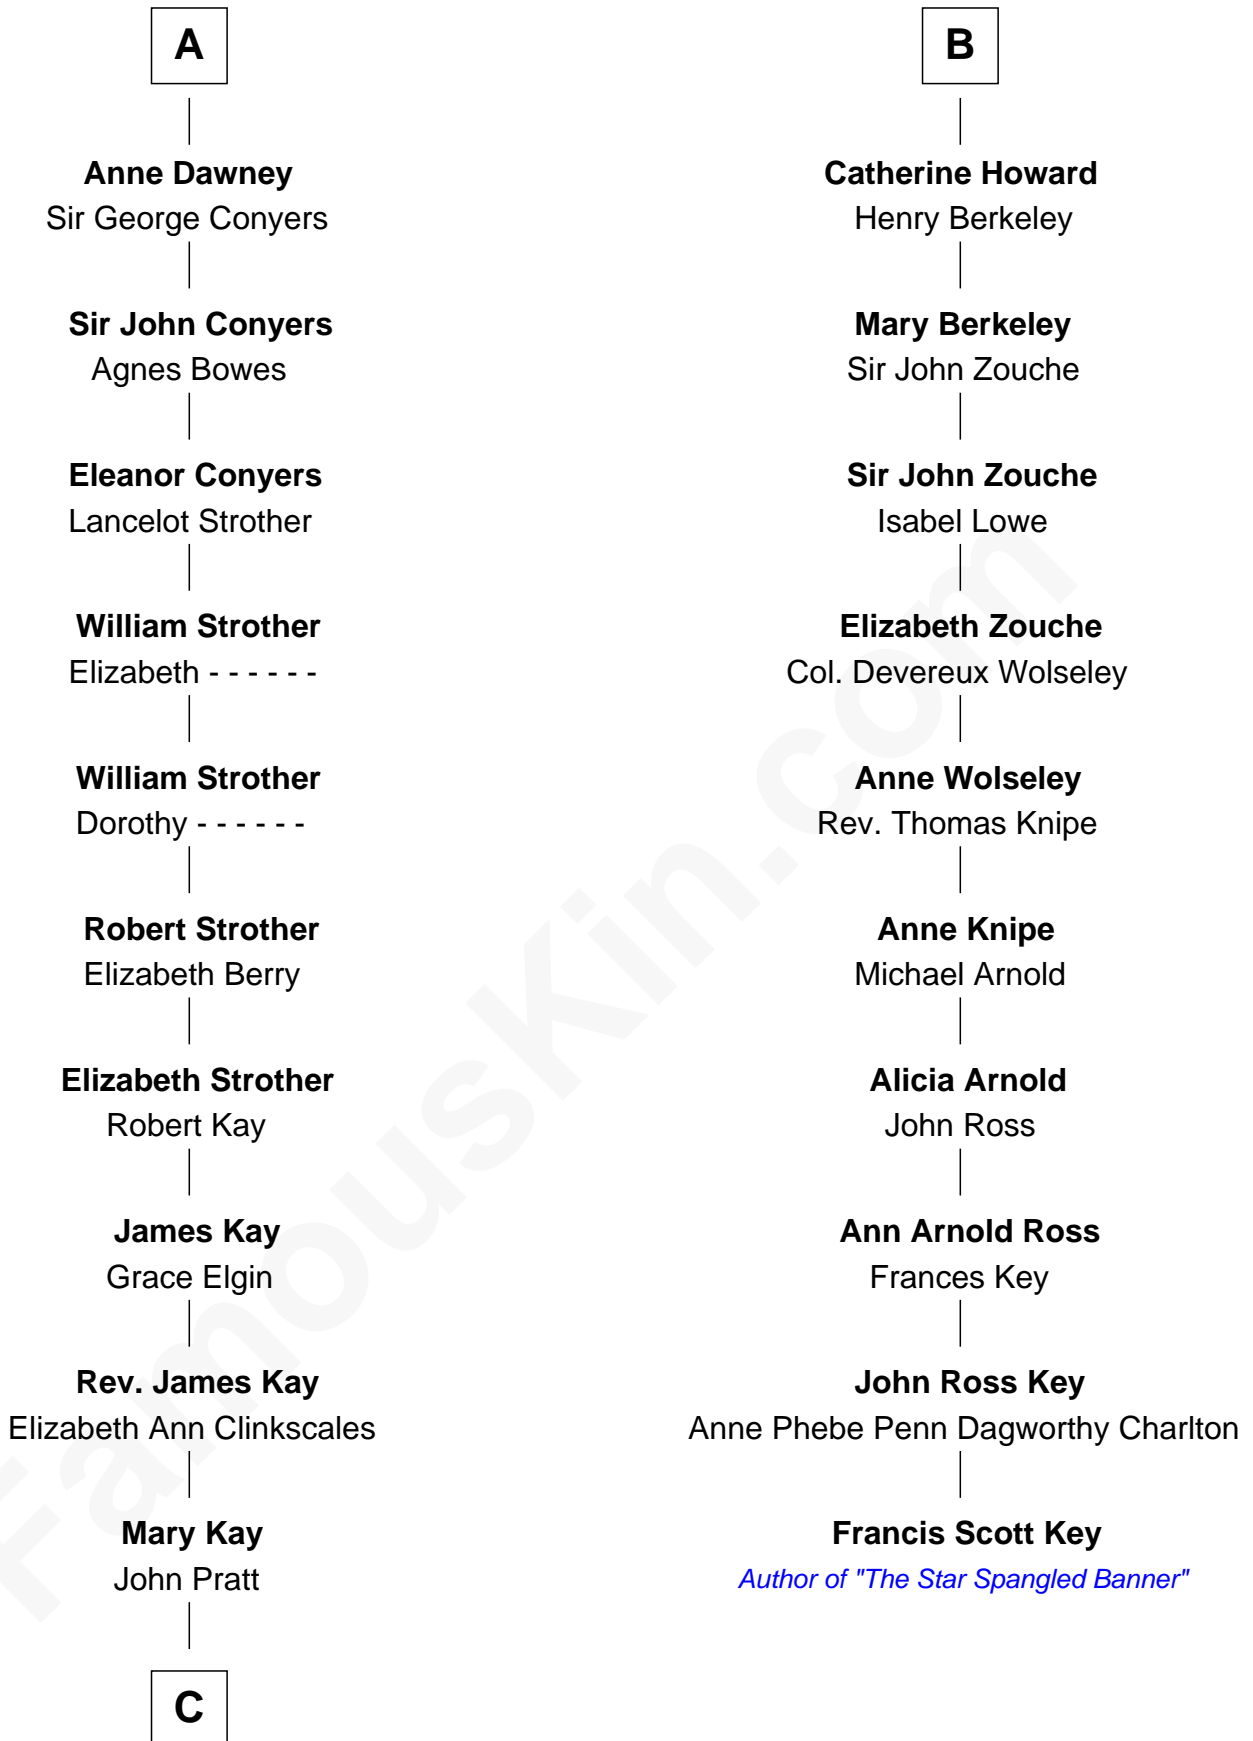 A
Anne Dawney
Sir George Conyers
Sir John Conyers
Agnes Bowes
Eleanor Conyers
Lancelot Strother
William Strother
Elizabeth - - - - - -
William Strother
Dorothy - - - - - -
Robert Strother
Elizabeth Berry
Elizabeth Strother
Robert Kay
James Kay
Grace Elgin
Rev. James Kay
Elizabeth Ann Clinkscales
Mary Kay
John Pratt
C
B
Catherine Howard
Henry Berkeley
Mary Berkeley
Sir John Zouche
Sir John Zouche
Isabel Lowe
Elizabeth Zouche
Col. Devereux Wolseley
Anne Wolseley
Rev. Thomas Knipe
Anne Knipe
Michael Arnold
Alicia Arnold
John Ross
Ann Arnold Ross
Frances Key
John Ross Key
Anne Phebe Penn Dagworthy Charlton
Francis Scott Key
Author of "The Star Spangled Banner"
FamousKin.com